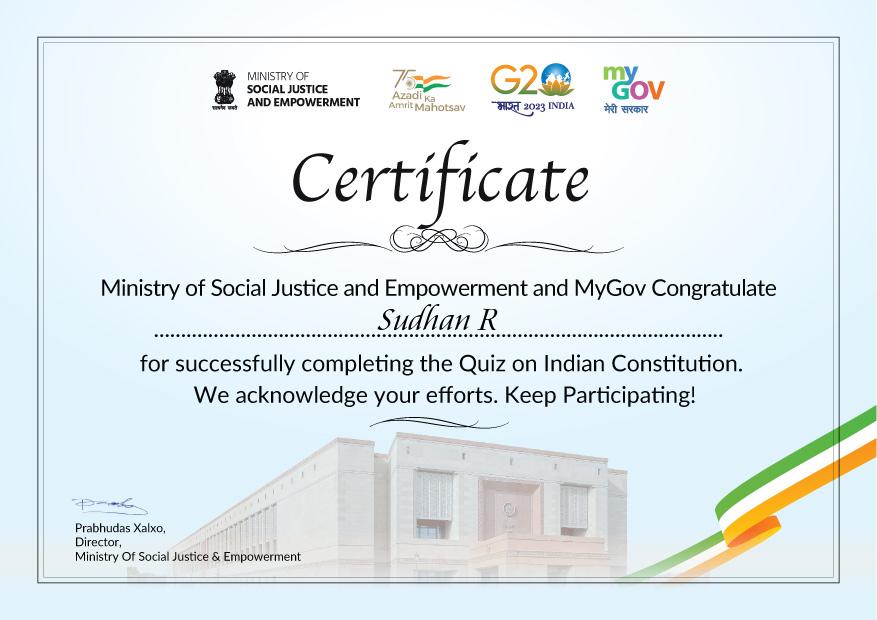 MINISTRY OF
SOCIAL JUSTICE
AND EMPOWERMENT
सत्यमेव जयते
75
Azadi Ka
Amrit Mahotsav
G20
भारत 2023 INDIA
my
GOV
मेरी सरकार
Certificate
Ministry of Social Justice and Empowerment and MyGov Congratulate
Sudhan R
for successfully completing the Quiz on Indian Constitution.
We acknowledge your efforts. Keep Participating!
Prabhudas Xalxo,
Director,
Ministry Of Social Justice & Empowerment